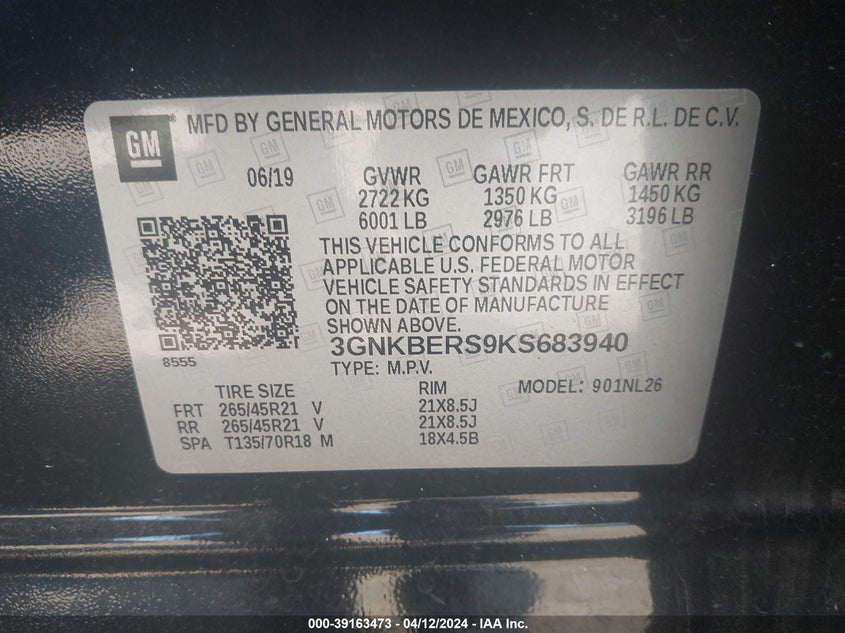 GM
MFD BY GENERAL MOTORS DE MEXICO, S. DE R.L. DE C.V.
06/19 GVWR GAWR FRT GAWR RR
2722 KG 1350 KG 1450 KG
6001 LB 2976 LB 3196 LB
THIS VEHICLE CONFORMS TO ALL
APPLICABLE U.S. FEDERAL MOTOR
VEHICLE SAFETY STANDARDS IN EFFECT
ON THE DATE OF MANUFACTURE
SHOWN ABOVE.
3GNKBERS9KS683940
8555
TYPE: M.P.V.
TIRE SIZE RIM MODEL: 901NL26
FRT 265/45R21 V 21X8.5J
RR 265/45R21 V 21X8.5J
SPA T135/70R18 M 18X4.5B
000-39163473 - 04/12/2024 - IAA Inc.